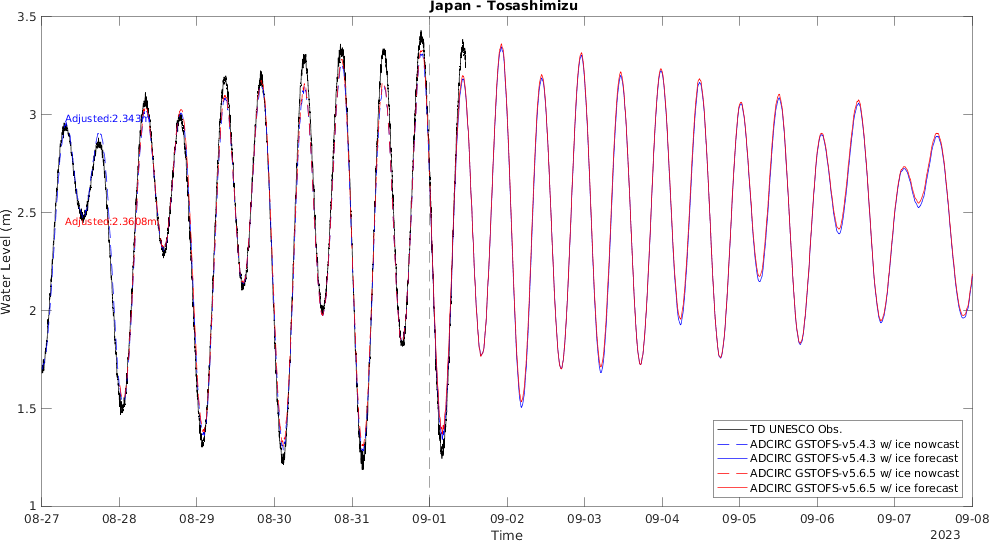 Japan - Tosashimizu
Water Level (m)
3.5
3
2.5
2
1.5
1
Adjusted:2.343m
Adjusted:2.3608m
TD UNESCO Obs.
ADCIRC GSTOFS-v5.4.3 w/ ice nowcast
ADCIRC GSTOFS-v5.4.3 w/ ice forecast
ADCIRC GSTOFS-v5.6.5 w/ ice nowcast
ADCIRC GSTOFS-v5.6.5 w/ ice forecast
08-27 08-28 08-29 08-30 08-31 09-01 09-02 09-03 09-04 09-05 09-06 09-07 09-08
Time
2023